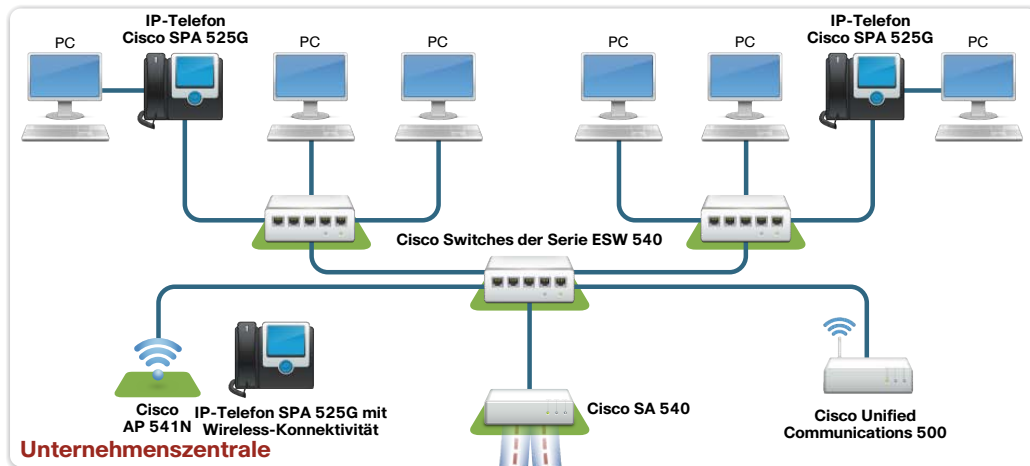 IP-Telefon
Cisco SPA 525G
PC
PC
PC
PC
PC
IP-Telefon
Cisco SPA 525G
PC
Cisco Switches der Serie ESW 540
Cisco
AP 541N
IP-Telefon SPA 525G mit
Wireless-Konnektivität
Cisco SA 540
Cisco Unified
Communications 500
Unternehmenszentrale